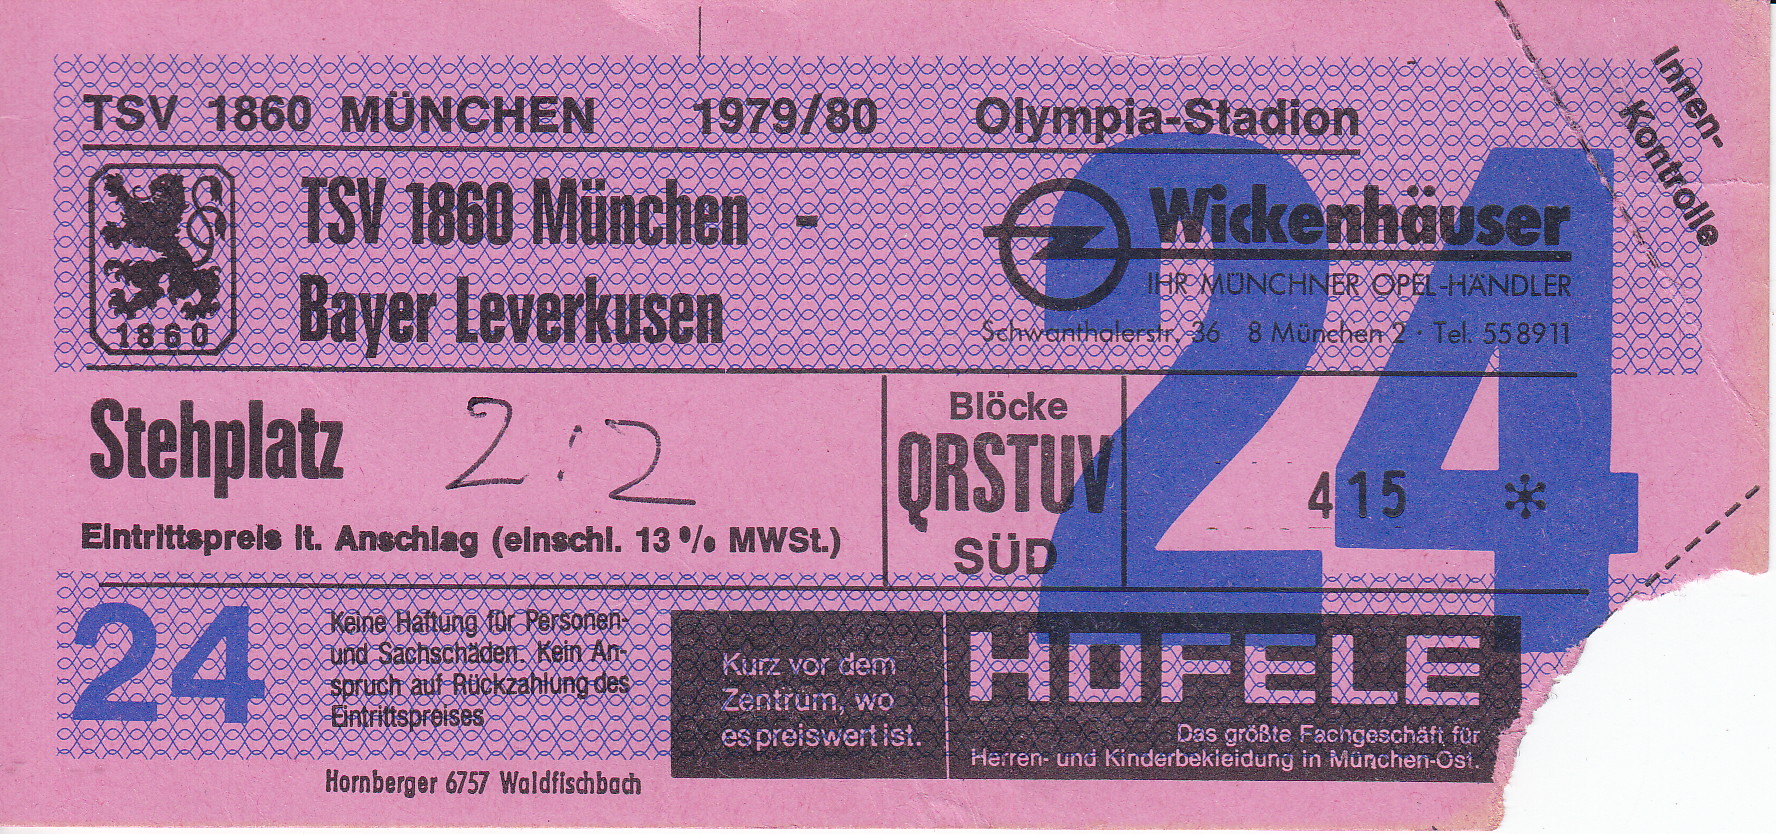 TSV 1860 MÜNCHEN 1979/80 Olympia-Stadion
Innen-
Kontrolle
1860
TSV 1860 München -
Bayer Leverkusen
Wickenhäuser
IHR MÜNCHNER OPEL-HÄNDLER
Schwanthalerstr. 36 8 München 2 · Tel. 558911
24
Stehplatz 2:2
Eintrittspreis lt. Anschlag (einschl. 13 % MWSt.)
Blöcke
QRSTUV
SÜD
415 *
24
Keine Haftung für Personen-
und Sachschäden. Kein An-
spruch auf Rückzahlung des
Eintrittspreises
Kurz vor dem
Zentrum, wo
es preiswert ist.
HÖFELE
Das größte Fachgeschäft für
Herren- und Kinderbekleidung in München-Ost.
Hornberger 6757 Waldfischbach